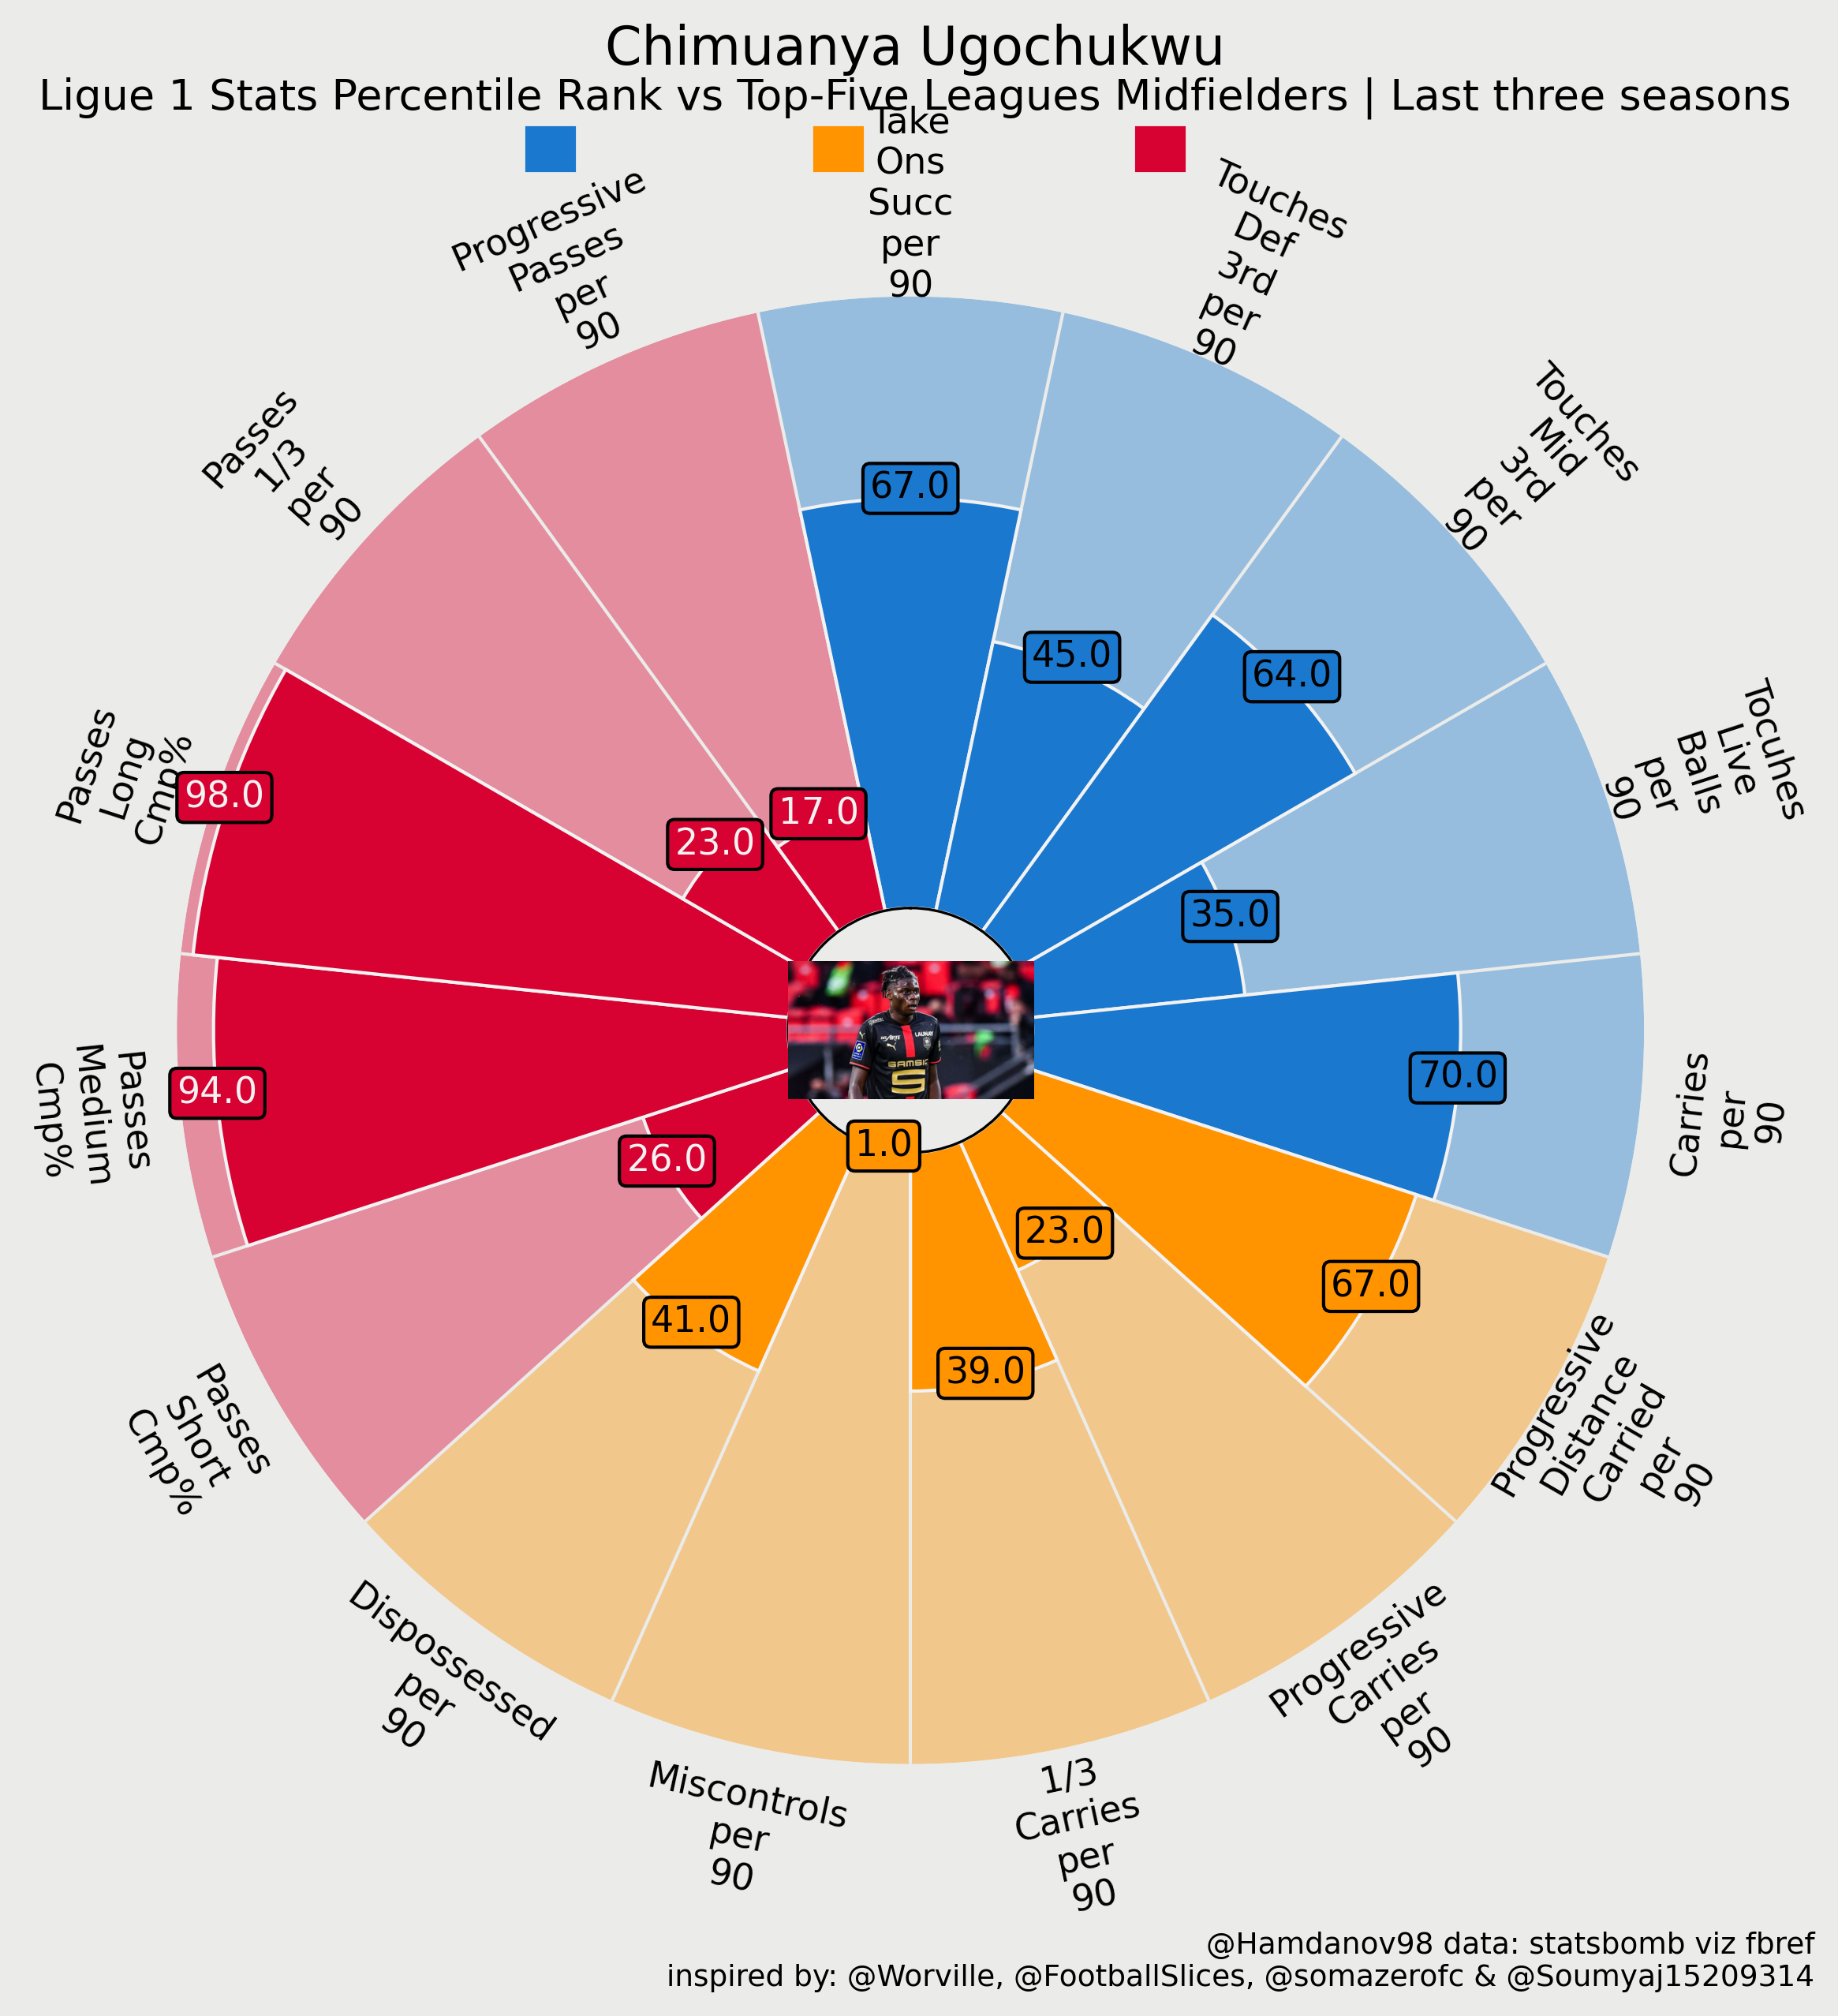 Chimuanya Ugochukwu
Ligue 1 Stats Percentile Rank vs Top-Five Leagues Midfielders | Last three seasons
Take
Ons
Succ
per
90
Touches
Def
3rd
per
90
Touches
Mid
3rd
per
90
Tocuhes
Live
Balls
per
90
Carries
per
90
Progressive
Distance
Carried
per
90
Progressive
Carries
per
90
1/3
Carries
per
90
Miscontrols
per
90
Dispossessed
per
90
Passes
Short
Cmp%
Passes
Medium
Cmp%
Passes
Long
Cmp%
Passes
1/3
per
90
Progressive
Passes
per
90
67.0
45.0
64.0
35.0
70.0
67.0
23.0
39.0
1.0
41.0
26.0
94.0
98.0
23.0
17.0
@Hamdanov98 data: statsbomb viz fbref
inspired by: @Worville, @FootballSlices, @somazerofc & @Soumyaj15209314